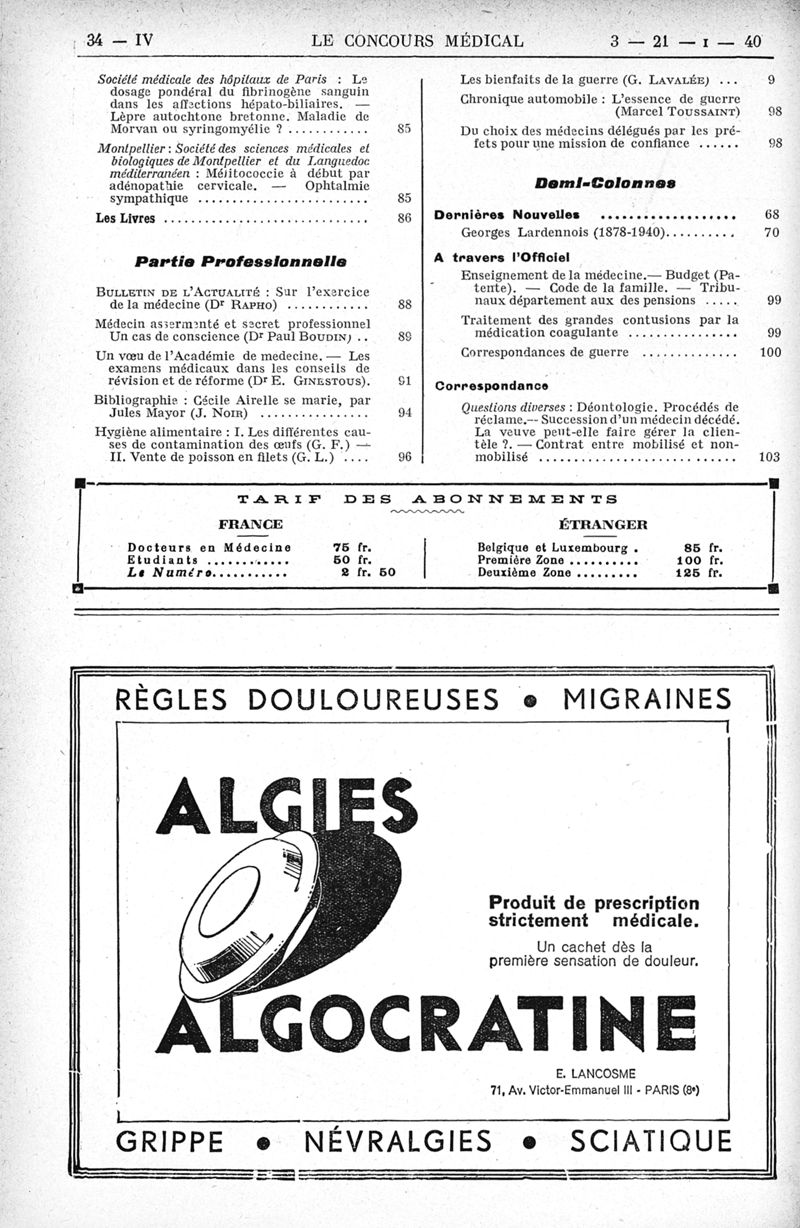 34 — IV LE CONCOURS MÉDICAL 3 — 21 — I — 40
Société médicale des hôpitaux de Paris : Le
dosage pondéral du fibrinogène sanguin
dans les affections hépato-biliaires. —
Lèpre autochtone bretonne. Maladie de
Morvan ou syringomyélie ? ............ 85
Montpellier : Société des sciences médicales et
biologiques de Montpellier et du Languedoc
méditerranéen : Mélitococcie à début par
adénopathie cervicale. — Ophtalmie
sympathique ......................... 85
Les Livres .............................. 86
Partie Professionnelle
BULLETIN DE L'ACTUALITÉ : Sur l'exercice
de la médecine (Dr RAPHO) ............ 88
Médecin assermenté et secret professionnel
Un cas de conscience (Dr Paul BOUDIN) .. 89
Un vœu de l'Académie de medecine. — Les
examens médicaux dans les conseils de
révision et de réforme (Dr E. GINESTOUS). 91
Bibliographie : Cécile Airelle se marie, par
Jules Mayor (J. NOIR) ................ 94
Hygiène alimentaire : I. Les différentes cau-
ses de contamination des œufs (G. F.) —
II. Vente de poisson en filets (G. L.) .... 96
Les bienfaits de la guerre (G. LAVALÉE) ... 9
Chronique automobile : L'essence de guerre
(Marcel TOUSSAINT) 98
Du choix des médecins délégués par les pré-
fets pour une mission de confiance ...... 98
Demi-Colonnes
Dernières Nouvelles .................. 68
Georges Lardennois (1878-1940).......... 70
A travers l'Officiel
Enseignement de la médecine.— Budget (Pa-
tente). — Code de la famille. — Tribu-
naux département aux des pensions ..... 99
Traitement des grandes contusions par la
médication coagulante ................ 99
Correspondances de guerre .............. 100
Correspondance
Questions diverses : Déontologie. Procédés de
réclame.— Succession d'un médecin décédé.
La veuve peut-elle faire gérer la clien-
tèle ?. — Contrat entre mobilisé et non-
mobilisé ............................. 103
TARIF DES ABONNEMENTS
FRANCE
Docteurs en Médecine 75 fr.
Etudiants ............ 50 fr.
Le Numéro........... 2 fr. 50
ÉTRANGER
Belgique et Luxembourg . 85 fr.
Première Zone .......... 100 fr.
Deuxième Zone ......... 125 fr.
RÈGLES DOULOUREUSES • MIGRAINES
ALGIES
Produit de prescription
strictement médicale.
Un cachet dès la
première sensation de douleur.
ALGOCRATINE
E. LANCOSME
71, Av. Victor-Emmanuel III - PARIS (8e)
GRIPPE • NÉVRALGIES • SCIATIQUE